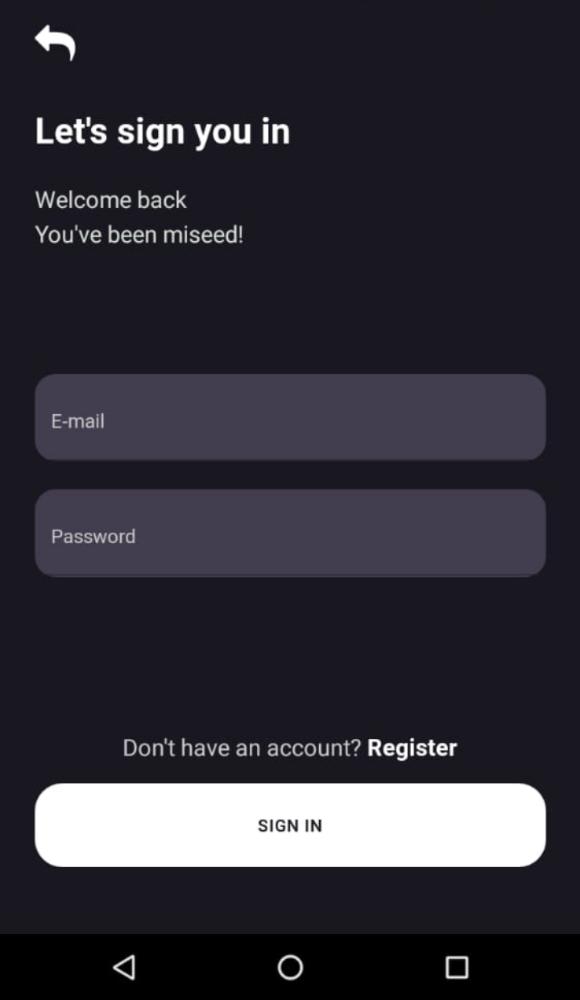 Let's sign you in
Welcome back
You've been miseed!
E-mail
Password
Don't have an account? Register
SIGN IN